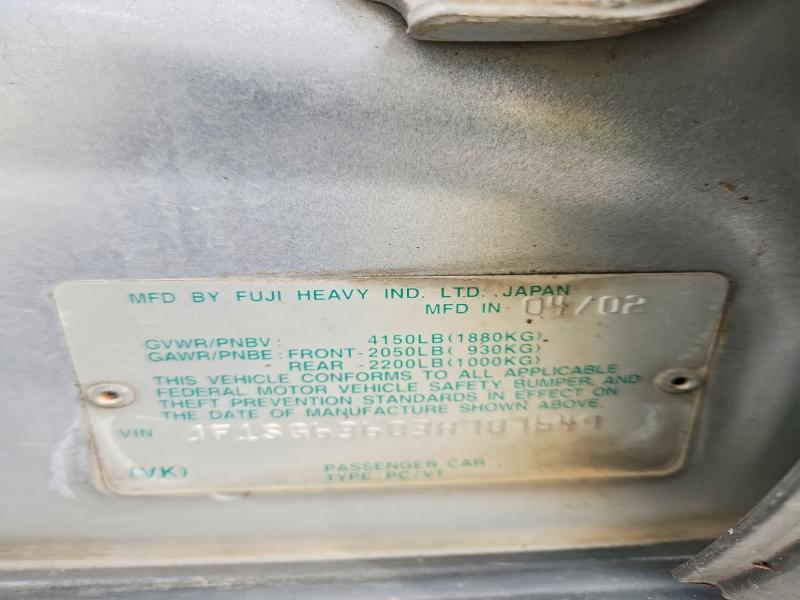 MFD BY FUJI HEAVY IND. LTD. JAPAN
MFD IN 04/02
GVWR/PNBV: 4150LB(1880KG)
GAWR/PNBE: FRONT-2050LB( 930KG)
REAR -2200LB(1000KG)
THIS VEHICLE CONFORMS TO ALL APPLICABLE
FEDERAL MOTOR VEHICLE SAFETY, BUMPER, AND
THEFT PREVENTION STANDARDS IN EFFECT ON
THE DATE OF MANUFACTURE SHOWN ABOVE.
VIN
(VK) PASSENGER CAR
TYPE PC/VT